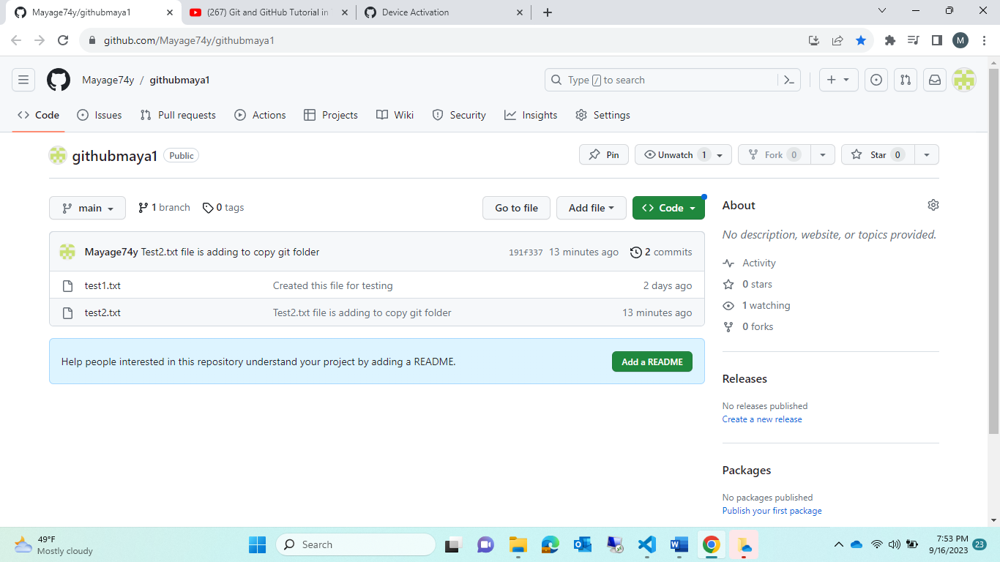 Mayage74y/githubmaya1
(267) Git and GitHub Tutorial in
Device Activation
github.com/Mayage74y/githubmaya1
M
Mayage74y / githubmaya1
Type / to search
Code Issues Pull requests Actions Projects Wiki Security Insights Settings
githubmaya1 Public
Pin Unwatch 1 Fork 0 Star 0
main 1 branch 0 tags Go to file Add file Code
Mayage74y Test2.txt file is adding to copy git folder 191f337 13 minutes ago 2 commits
test1.txt Created this file for testing 2 days ago
test2.txt Test2.txt file is adding to copy git folder 13 minutes ago
Help people interested in this repository understand your project by adding a README. Add a README
About
No description, website, or topics provided.
Activity
0 stars
1 watching
0 forks
Releases
No releases published
Create a new release
Packages
No packages published
Publish your first package
49°F
Mostly cloudy
Search
7:53 PM
9/16/2023
23